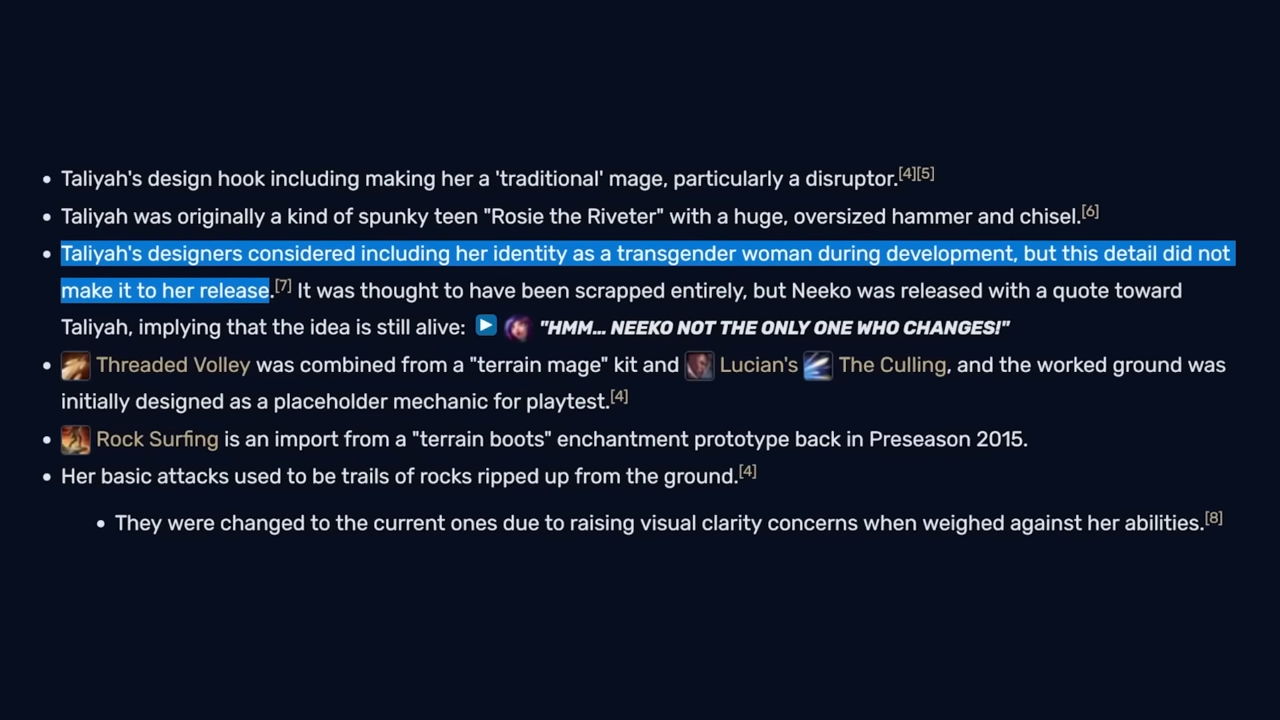 • Taliyah's design hook including making her a 'traditional' mage, particularly a disruptor.[4][5]
• Taliyah was originally a kind of spunky teen "Rosie the Riveter" with a huge, oversized hammer and chisel.[6]
• Taliyah's designers considered including her identity as a transgender woman during development, but this detail did not
make it to her release.[7] It was thought to have been scrapped entirely, but Neeko was released with a quote toward
Taliyah, implying that the idea is still alive: "HMM... NEEKO NOT THE ONLY ONE WHO CHANGES!"
• Threaded Volley was combined from a "terrain mage" kit and Lucian's The Culling, and the worked ground was
initially designed as a placeholder mechanic for playtest.[4]
• Rock Surfing is an import from a "terrain boots" enchantment prototype back in Preseason 2015.
• Her basic attacks used to be trails of rocks ripped up from the ground.[4]
• They were changed to the current ones due to raising visual clarity concerns when weighed against her abilities.[8]